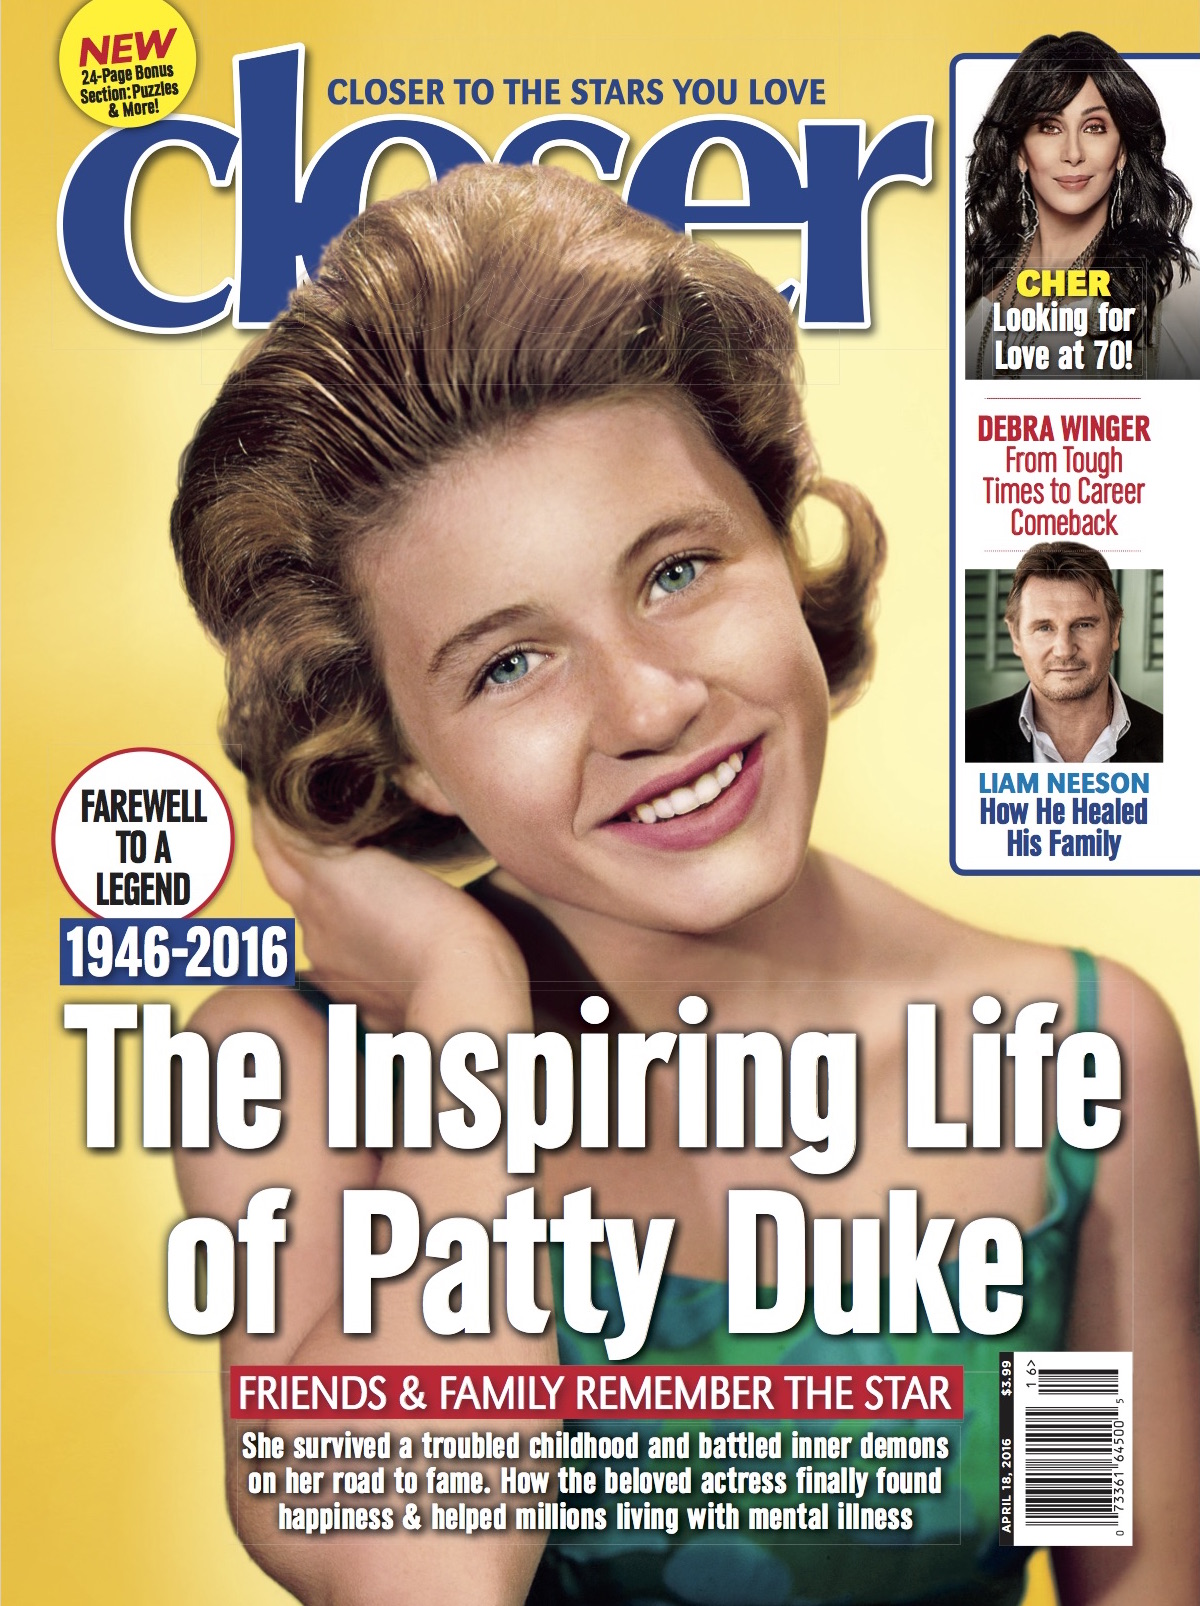 NEW
24-Page Bonus
Section: Puzzles
& More!
CLOSER TO THE STARS YOU LOVE
closer
CHER
Looking for
Love at 70!
DEBRA WINGER
From Tough
Times to Career
Comeback
LIAM NEESON
How He Healed
His Family
FAREWELL
TO A
LEGEND
1946-2016
The Inspiring Life
of Patty Duke
FRIENDS & FAMILY REMEMBER THE STAR
She survived a troubled childhood and battled inner demons
on her road to fame. How the beloved actress finally found
happiness & helped millions living with mental illness
APRIL 18, 2016 $3.99
16>
0 73361 64500 5